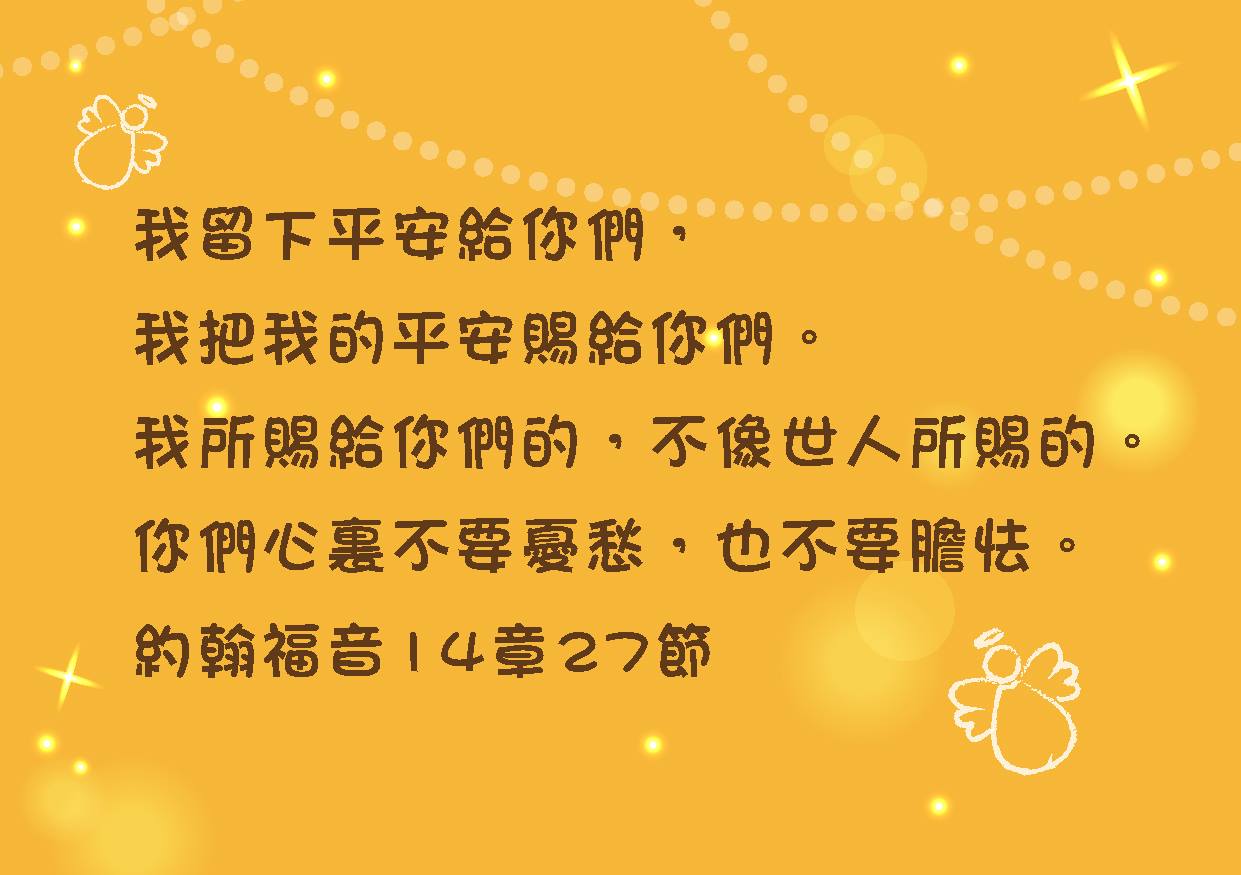 我留下平安給你們，
我把我的平安賜給你們。
我所賜給你們的，不像世人所賜的。
你們心裏不要憂愁，也不要膽怯。
約翰福音14章27節